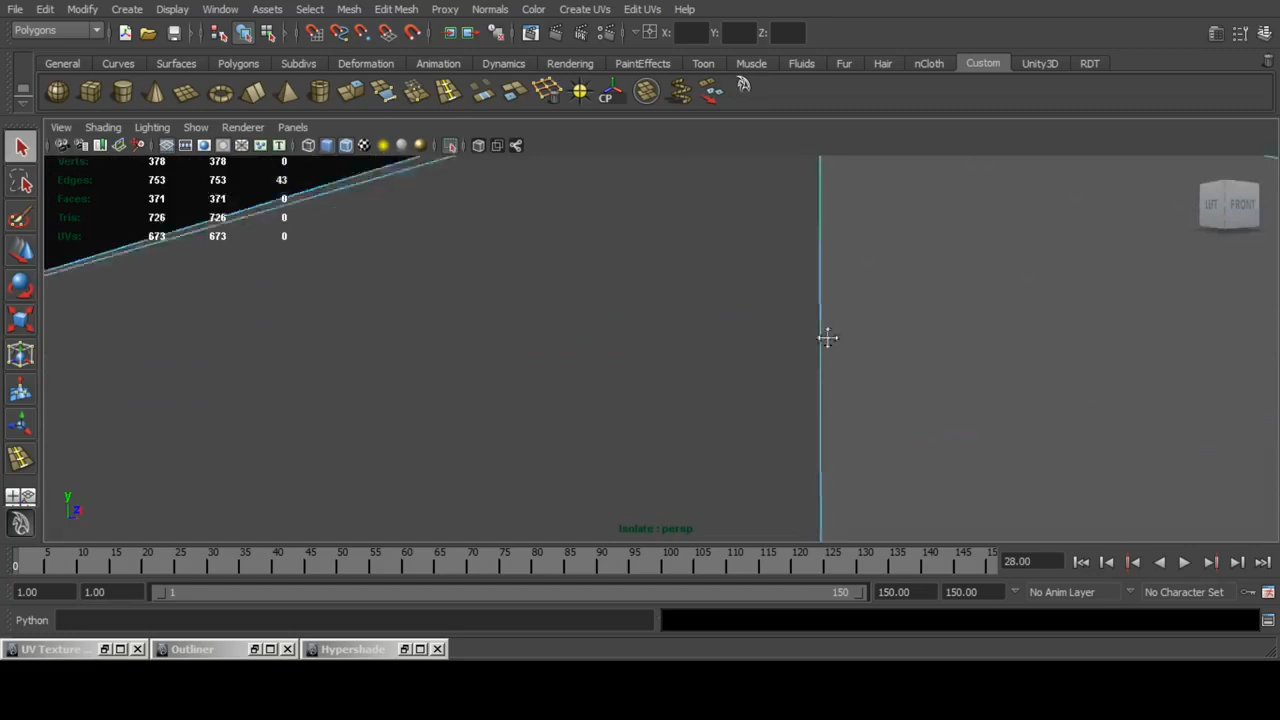 File Edit Modify Create Display Window Assets Select Mesh Edit Mesh Proxy Normals Color Create UVs Edit UVs Help
Polygons X: Y: Z:
General Curves Surfaces Polygons Subdivs Deformation Animation Dynamics Rendering PaintEffects Toon Muscle Fluids Fur Hair nCloth Custom Unity3D RDT
CP
View Shading Lighting Show Renderer Panels
Verts: 378 378 0
Edges: 753 753 43
Faces: 371 371 0
Tris: 726 726 0
UVs: 673 673 0
LEFT FRONT
y
z
Isolate : persp
0 5 10 15 20 25 30 35 40 45 50 55 60 65 70 75 80 85 90 95 100 105 110 115 120 125 130 135 140 145 15 28.00
1.00 1.00 1 150 150.00 150.00 No Anim Layer No Character Set
Python
UV Texture ... Outliner Hypershade